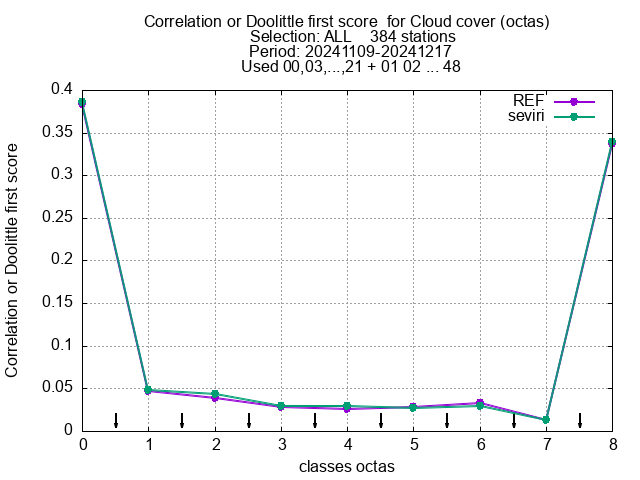 Correlation or Doolittle first score  for Cloud cover (octas)
Selection: ALL    384 stations
Period: 20241109-20241217
Used 00,03,...,21 + 01 02 ... 48
REF
seviri
Correlation or Doolittle first score
0.4
0.35
0.3
0.25
0.2
0.15
0.1
0.05
0
0 1 2 3 4 5 6 7 8
classes octas